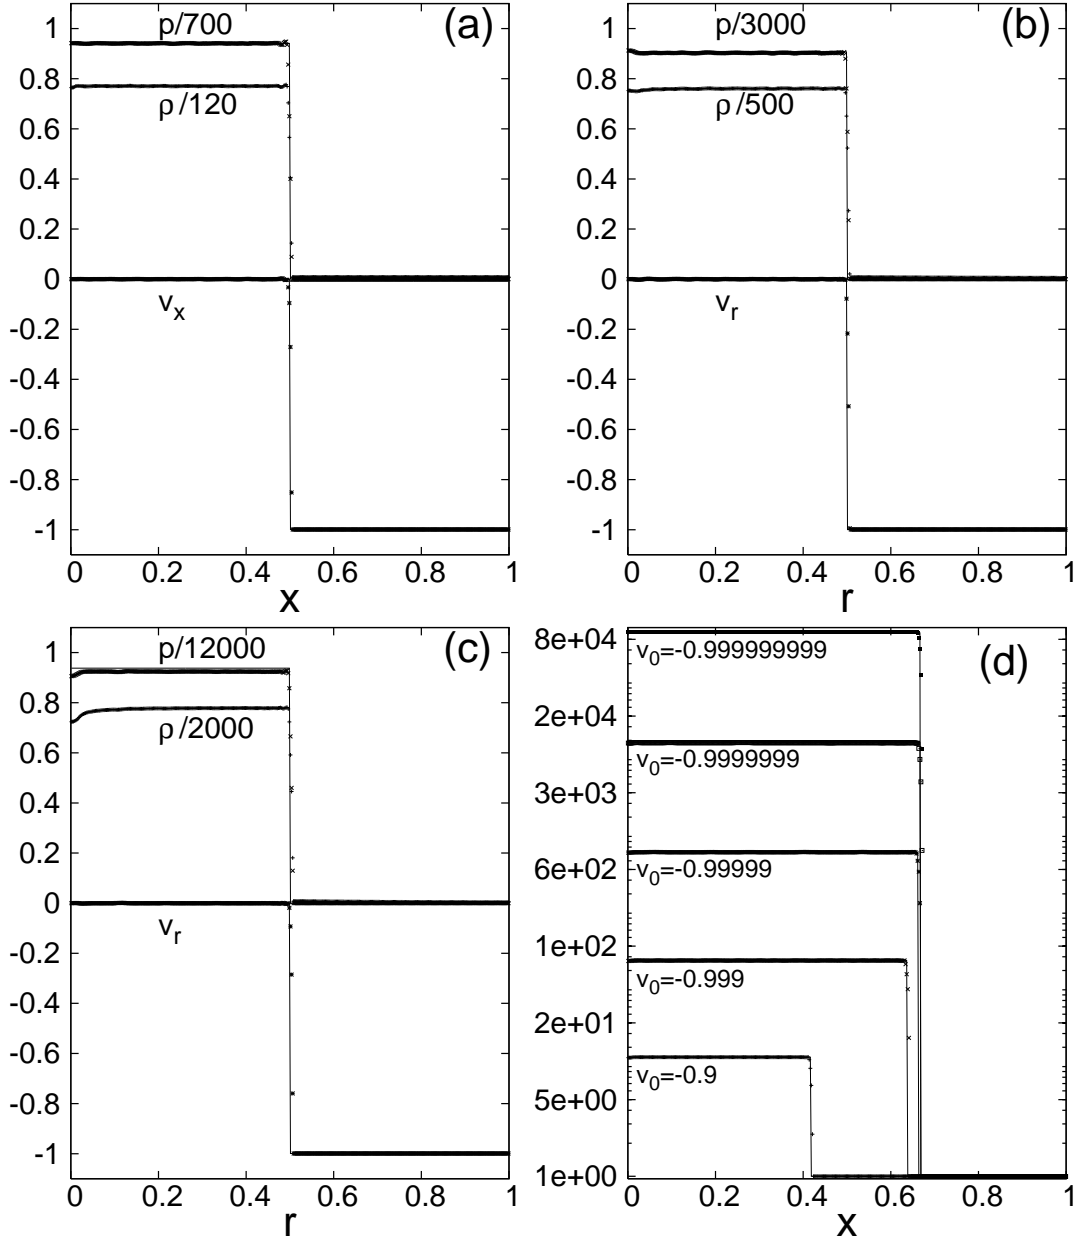 (a)
1
0.8
0.6
0.4
0.2
0
-0.2
-0.4
-0.6
-0.8
-1
p/700
ρ/120
v_x
0 0.2 0.4 0.6 0.8 1
x
(b)
1
0.8
0.6
0.4
0.2
0
-0.2
-0.4
-0.6
-0.8
-1
p/3000
ρ/500
v_r
0 0.2 0.4 0.6 0.8 1
r
(c)
1
0.8
0.6
0.4
0.2
0
-0.2
-0.4
-0.6
-0.8
-1
p/12000
ρ/2000
v_r
0 0.2 0.4 0.6 0.8 1
r
(d)
8e+04
2e+04
3e+03
6e+02
1e+02
2e+01
5e+00
1e+00
v_0=-0.999999999
v_0=-0.9999999
v_0=-0.99999
v_0=-0.999
v_0=-0.9
0 0.2 0.4 0.6 0.8 1
x